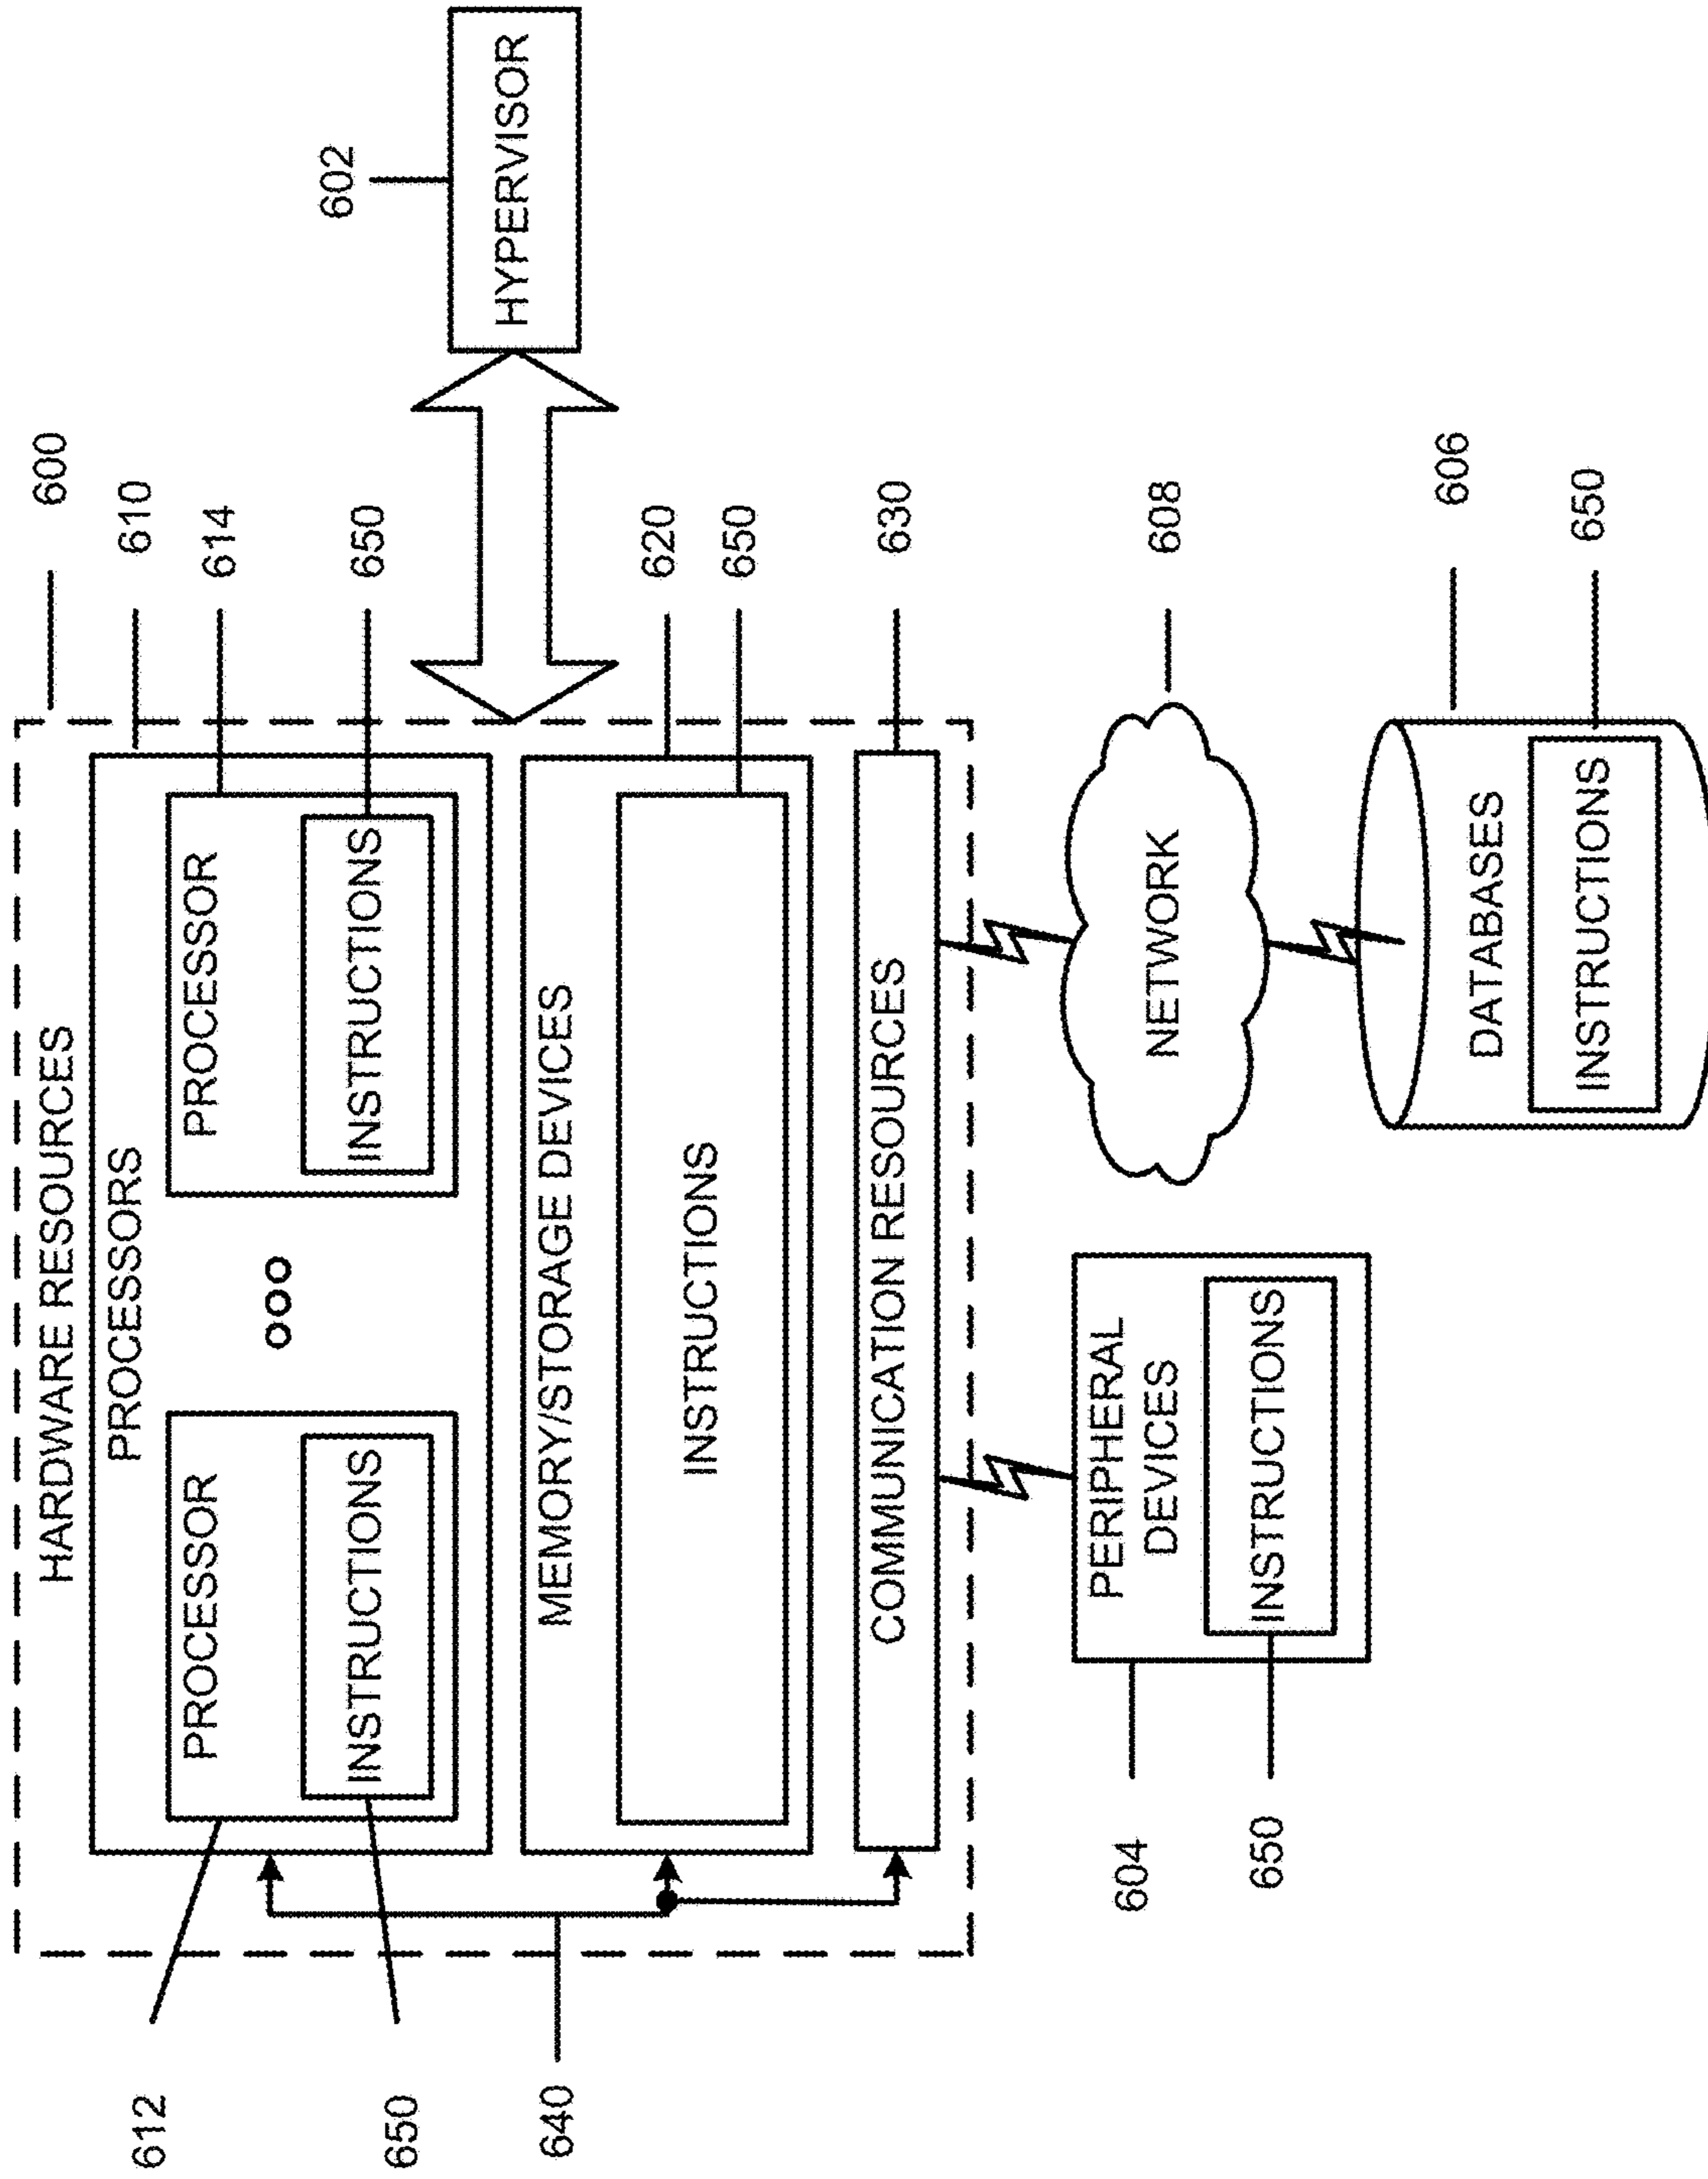 HARDWARE RESOURCES
600
PROCESSORS
610
612
PROCESSOR
INSTRUCTIONS
650
PROCESSOR
614
INSTRUCTIONS
650
HYPERVISOR
602
640
MEMORY/STORAGE DEVICES
620
INSTRUCTIONS
650
COMMUNICATION RESOURCES
630
604
PERIPHERAL
DEVICES
INSTRUCTIONS
650
NETWORK
608
DATABASES
606
INSTRUCTIONS
650